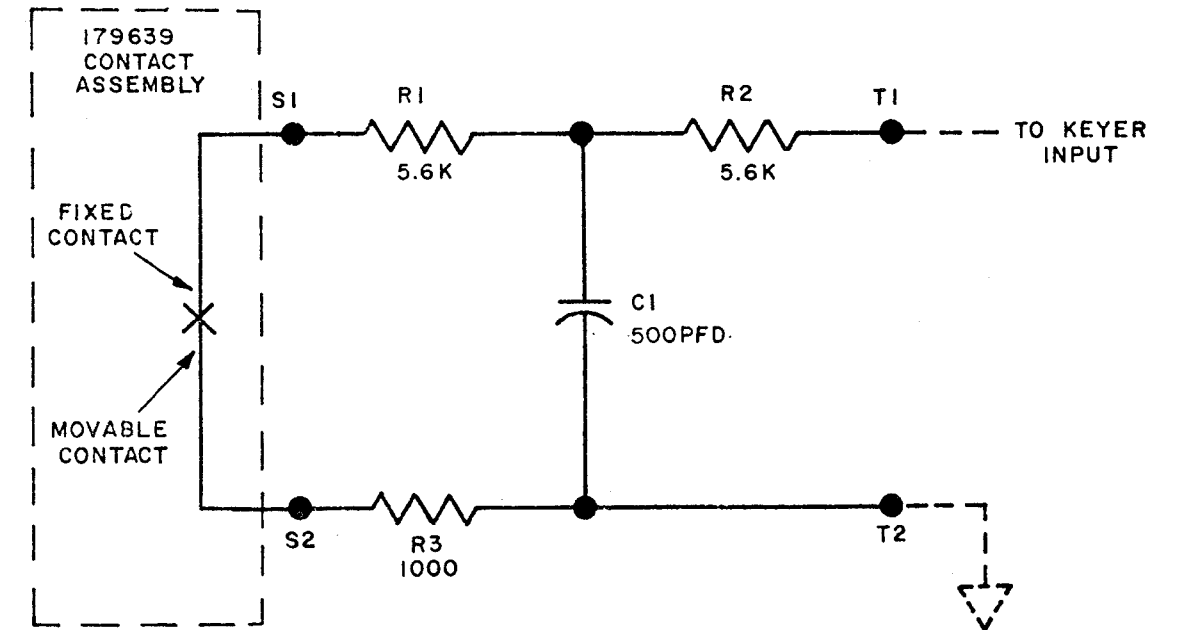 179639
CONTACT
ASSEMBLY
S1
R1
5.6K
R2
5.6K
T1
TO KEYER
INPUT
FIXED
CONTACT
C1
500PFD.
MOVABLE
CONTACT
S2
R3
1000
T2